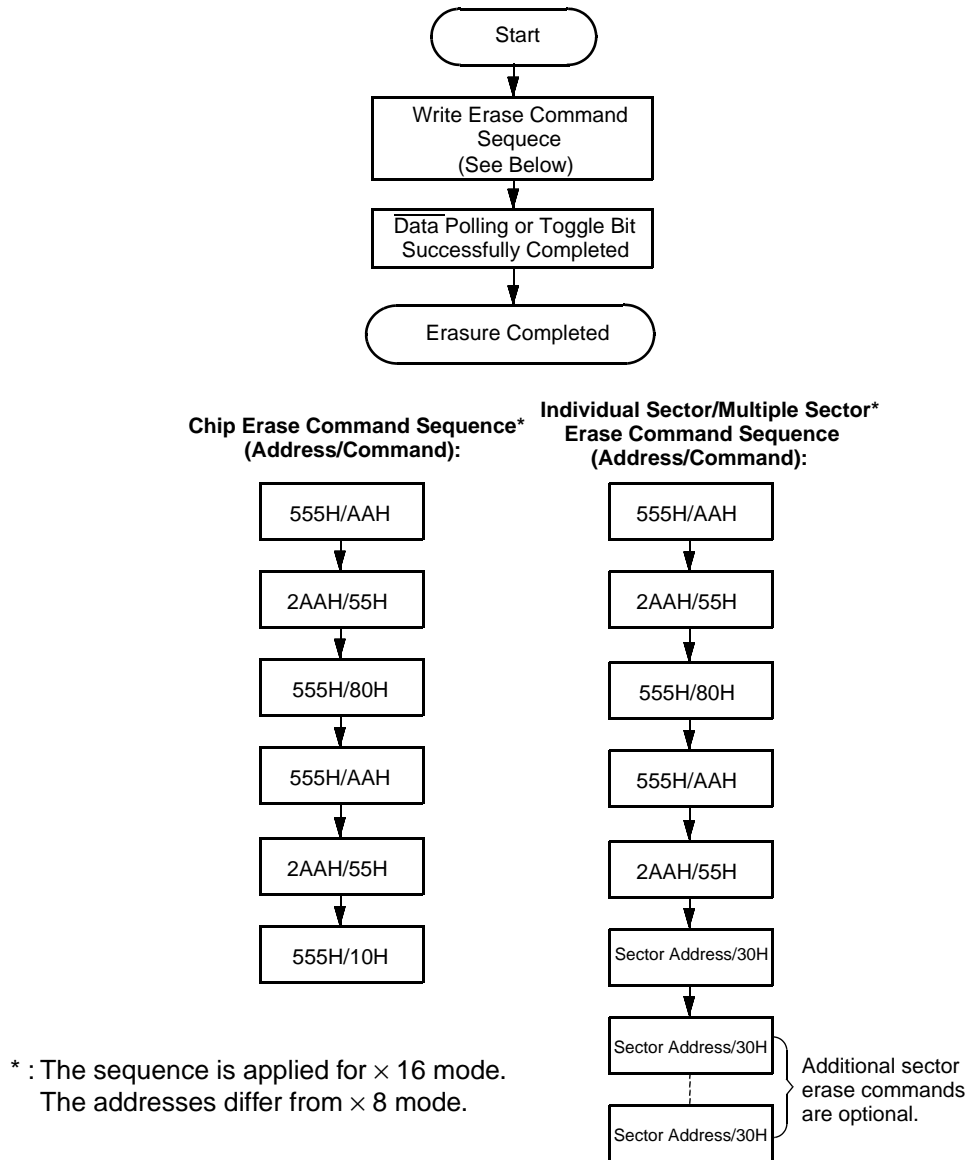 Start
Write Erase Command
Sequece
(See Below)
Data Polling or Toggle Bit
Successfully Completed
Erasure Completed
Chip Erase Command Sequence*
(Address/Command):
555H/AAH
2AAH/55H
555H/80H
555H/AAH
2AAH/55H
555H/10H
Individual Sector/Multiple Sector*
Erase Command Sequence
(Address/Command):
555H/AAH
2AAH/55H
555H/80H
555H/AAH
2AAH/55H
Sector Address/30H
Sector Address/30H
Sector Address/30H
Additional sector
erase commands
are optional.
* : The sequence is applied for × 16 mode.
The addresses differ from × 8 mode.